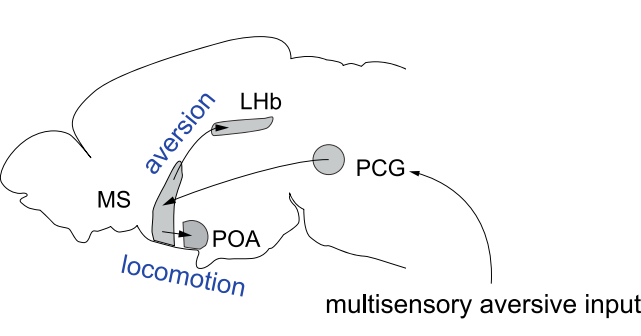 aversion
LHb
PCG
MS
POA
locomotion
multisensory aversive input